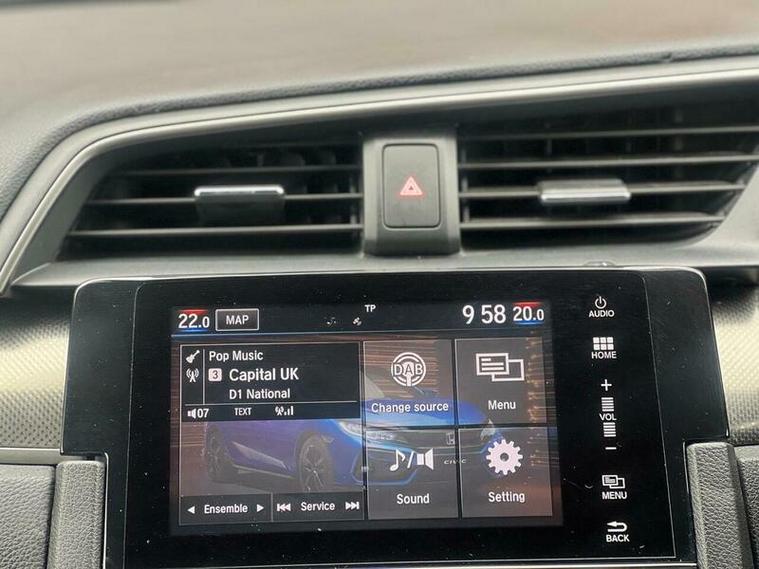 22.0 MAP TP 9 58 20.0
Pop Music
3 Capital UK
D1 National
07 TEXT
Ensemble Service
DAB
Change source
Menu
Sound
CIVIC
Setting
AUDIO
HOME
+
VOL
-
MENU
BACK